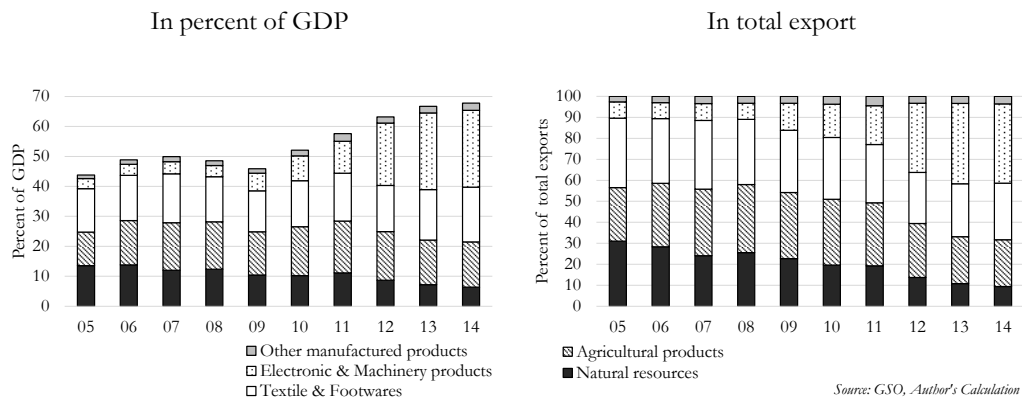 In percent of GDP
Percent of GDP
70
60
50
40
30
20
10
0
05 06 07 08 09 10 11 12 13 14
Other manufactured products
Electronic & Machinery products
Textile & Footwares
In total export
Percent of total exports
100
90
80
70
60
50
40
30
20
10
0
05 06 07 08 09 10 11 12 13 14
Agricultural products
Natural resources
Source: GSO, Author's Calculation